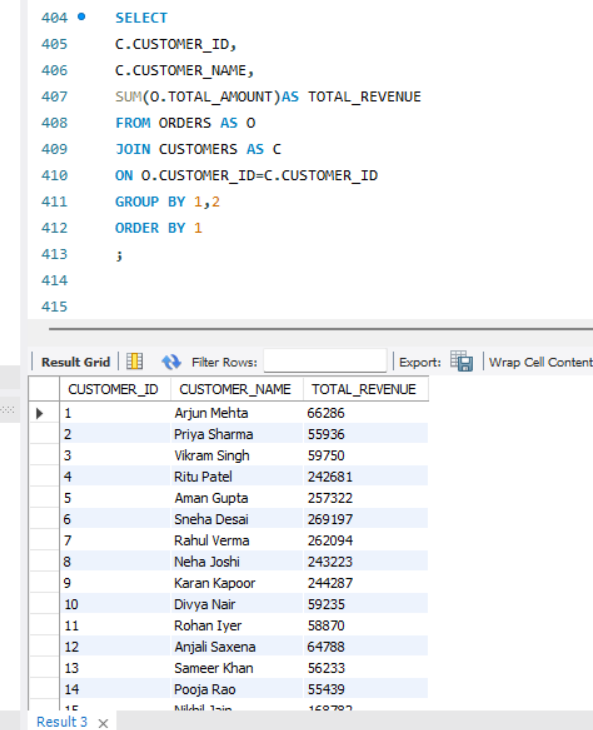 404 SELECT
405 C.CUSTOMER_ID,
406 C.CUSTOMER_NAME,
407 SUM(O.TOTAL_AMOUNT)AS TOTAL_REVENUE
408 FROM ORDERS AS O
409 JOIN CUSTOMERS AS C
410 ON O.CUSTOMER_ID=C.CUSTOMER_ID
411 GROUP BY 1,2
412 ORDER BY 1
413 ;
414
415
Result Grid Filter Rows: Export: Wrap Cell Content
CUSTOMER_ID CUSTOMER_NAME TOTAL_REVENUE
1 Arjun Mehta 66286
2 Priya Sharma 55936
3 Vikram Singh 59750
4 Ritu Patel 242681
5 Aman Gupta 257322
6 Sneha Desai 269197
7 Rahul Verma 262094
8 Neha Joshi 243223
9 Karan Kapoor 244287
10 Divya Nair 59235
11 Rohan Iyer 58870
12 Anjali Saxena 64788
13 Sameer Khan 56233
14 Pooja Rao 55439
15 Nikhil Jain 168782
Result 3